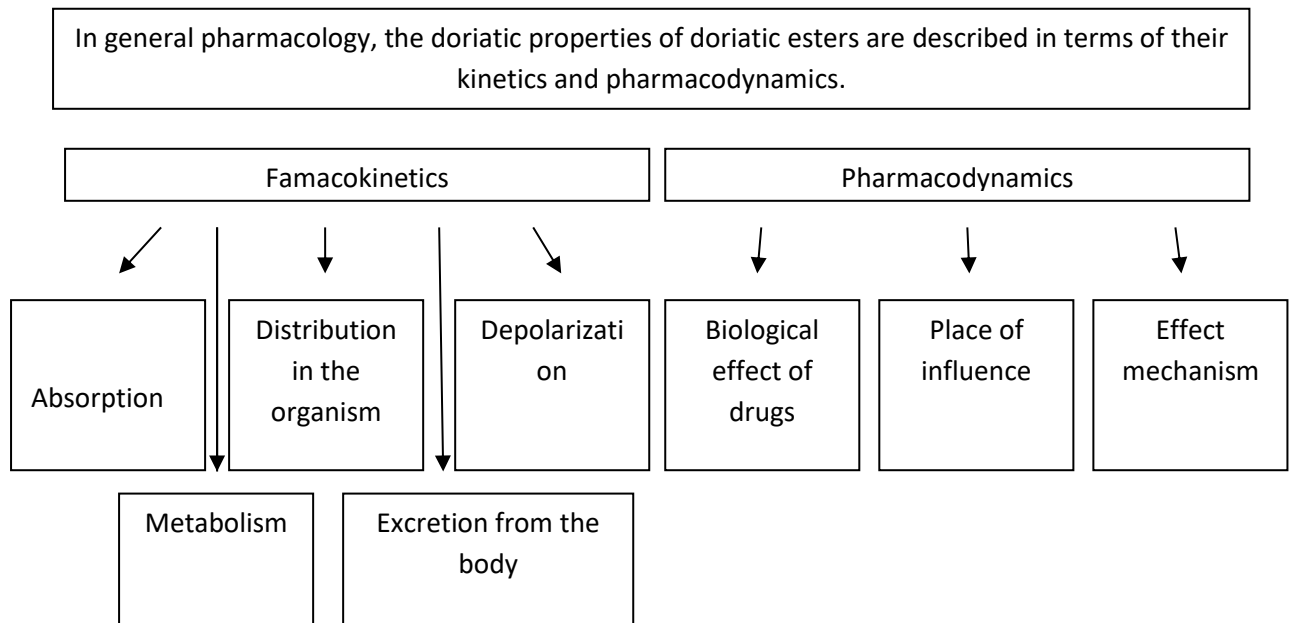 In general pharmacology, the doriatic properties of doriatic esters are described in terms of their
kinetics and pharmacodynamics.
Famacokinetics
Pharmacodynamics
Absorption
Distribution
in the
organism
Depolarizati
on
Biological
effect of
drugs
Place of
influence
Effect
mechanism
Metabolism
Excretion from the
body